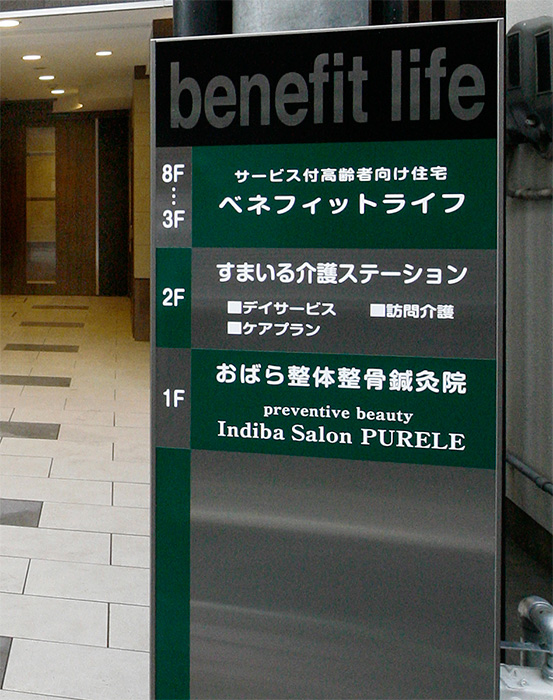 benefit life
8F
⋮
3F
サービス付高齢者向け住宅
ベネフィットライフ
2F
すまいる介護ステーション
■デイサービス ■訪問介護
■ケアプラン
1F
おばら整体整骨鍼灸院
preventive beauty
Indiba Salon PURELE